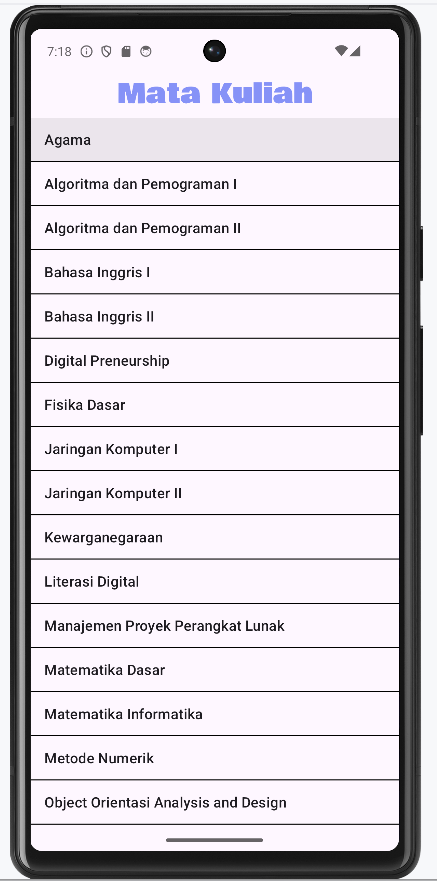 7:18
Mata Kuliah
Agama
Algoritma dan Pemograman I
Algoritma dan Pemograman II
Bahasa Inggris I
Bahasa Inggris II
Digital Preneurship
Fisika Dasar
Jaringan Komputer I
Jaringan Komputer II
Kewarganegaraan
Literasi Digital
Manajemen Proyek Perangkat Lunak
Matematika Dasar
Matematika Informatika
Metode Numerik
Object Orientasi Analysis and Design